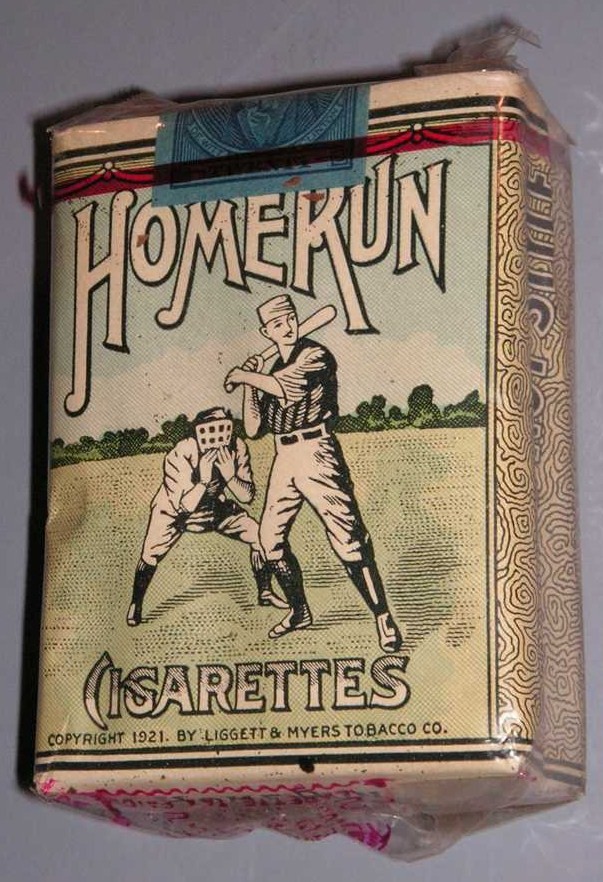 HOMERUN
CIGARETTES
COPYRIGHT 1921. BY LIGGETT & MYERS TOBACCO CO.